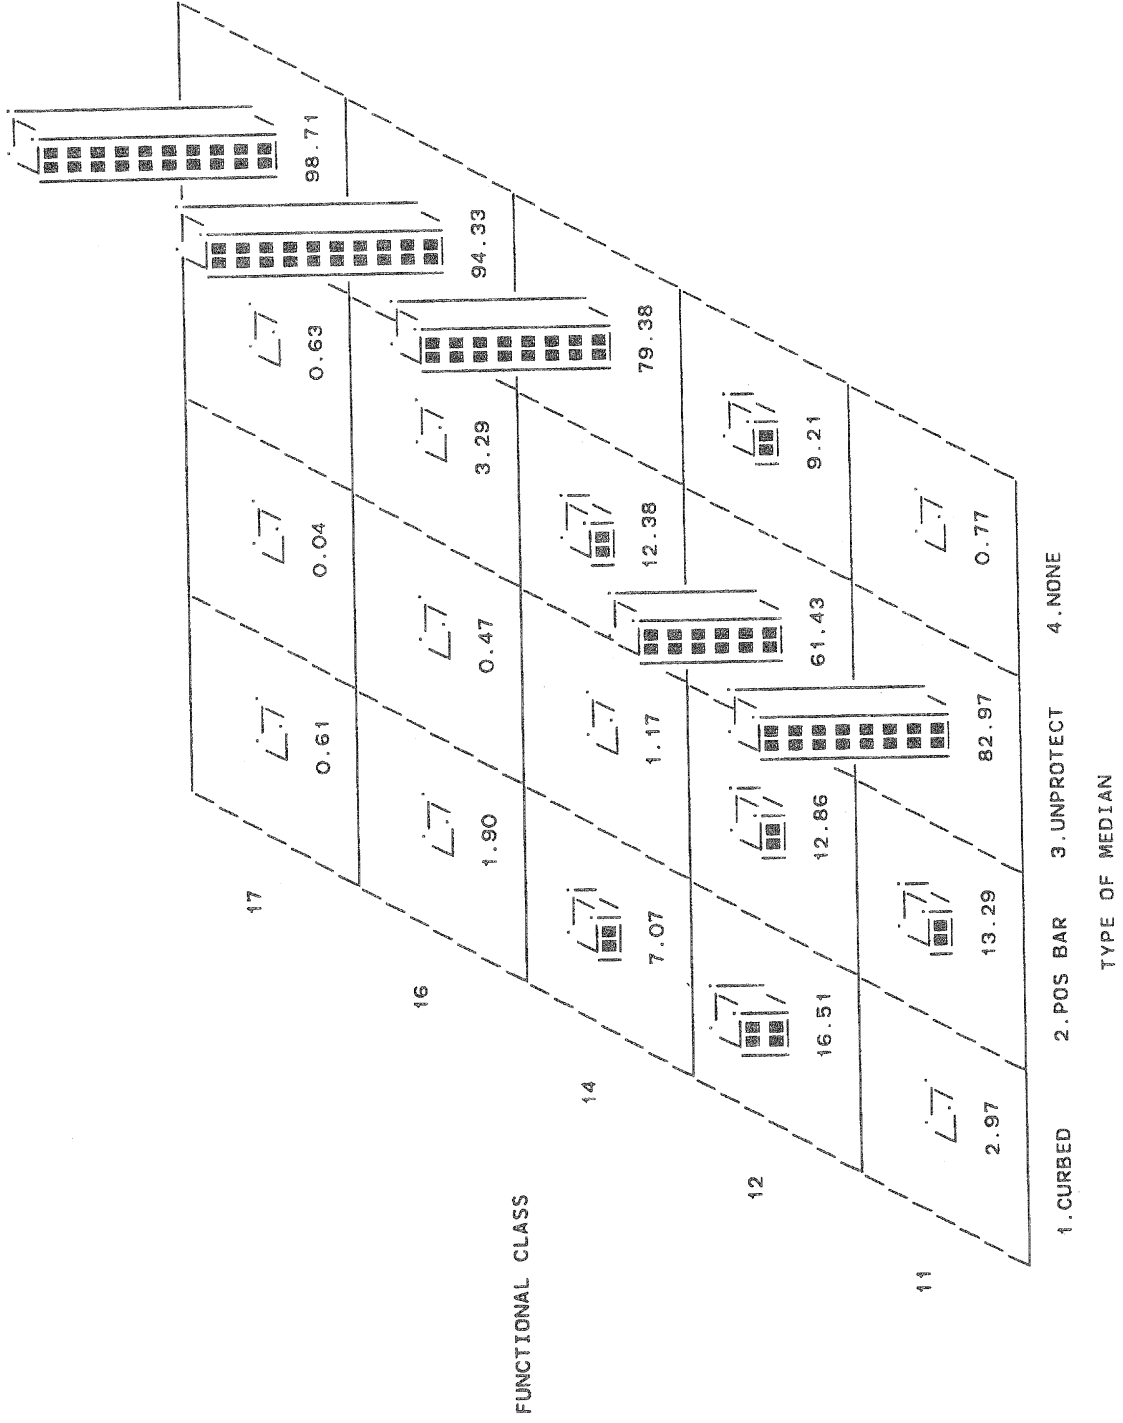 FUNCTIONAL CLASS
17
0.61 0.04 0.63 98.71
16
1.90 0.47 3.29 94.33
14
7.07 1.17 12.38 79.38
12
16.51 12.86 61.43 9.21
11
2.97 13.29 82.97 0.77
1.CURBED 2.POS BAR 3.UNPROTECT 4.NONE
TYPE OF MEDIAN